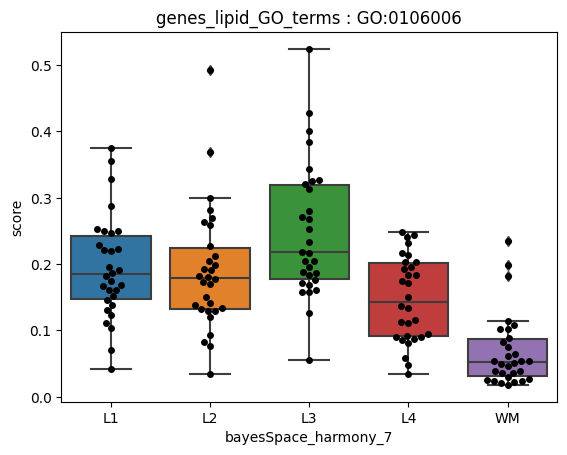 genes_lipid_GO_terms : GO:0106006
0.5
0.4
0.3
0.2
0.1
0.0
score
L1 L2 L3 L4 WM
bayesSpace_harmony_7